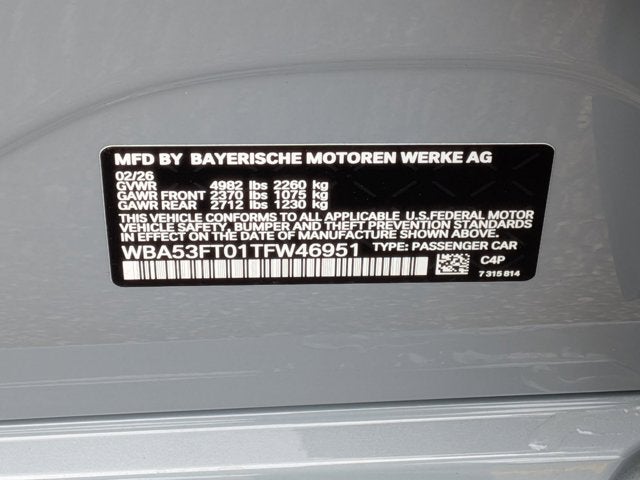 MFD BY BAYERISCHE MOTOREN WERKE AG
02/26
GVWR 4982 lbs 2260 kg
GAWR FRONT 2370 lbs 1075 kg
GAWR REAR 2712 lbs 1230 kg
THIS VEHICLE CONFORMS TO ALL APPLICABLE U.S.FEDERAL MOTOR
VEHICLE SAFETY, BUMPER AND THEFT PREVENTION STANDARDS
IN EFFECT ON THE DATE OF MANUFACTURE SHOWN ABOVE.
WBA53FT01TFW46951 TYPE: PASSENGER CAR
C4P
7 315 814